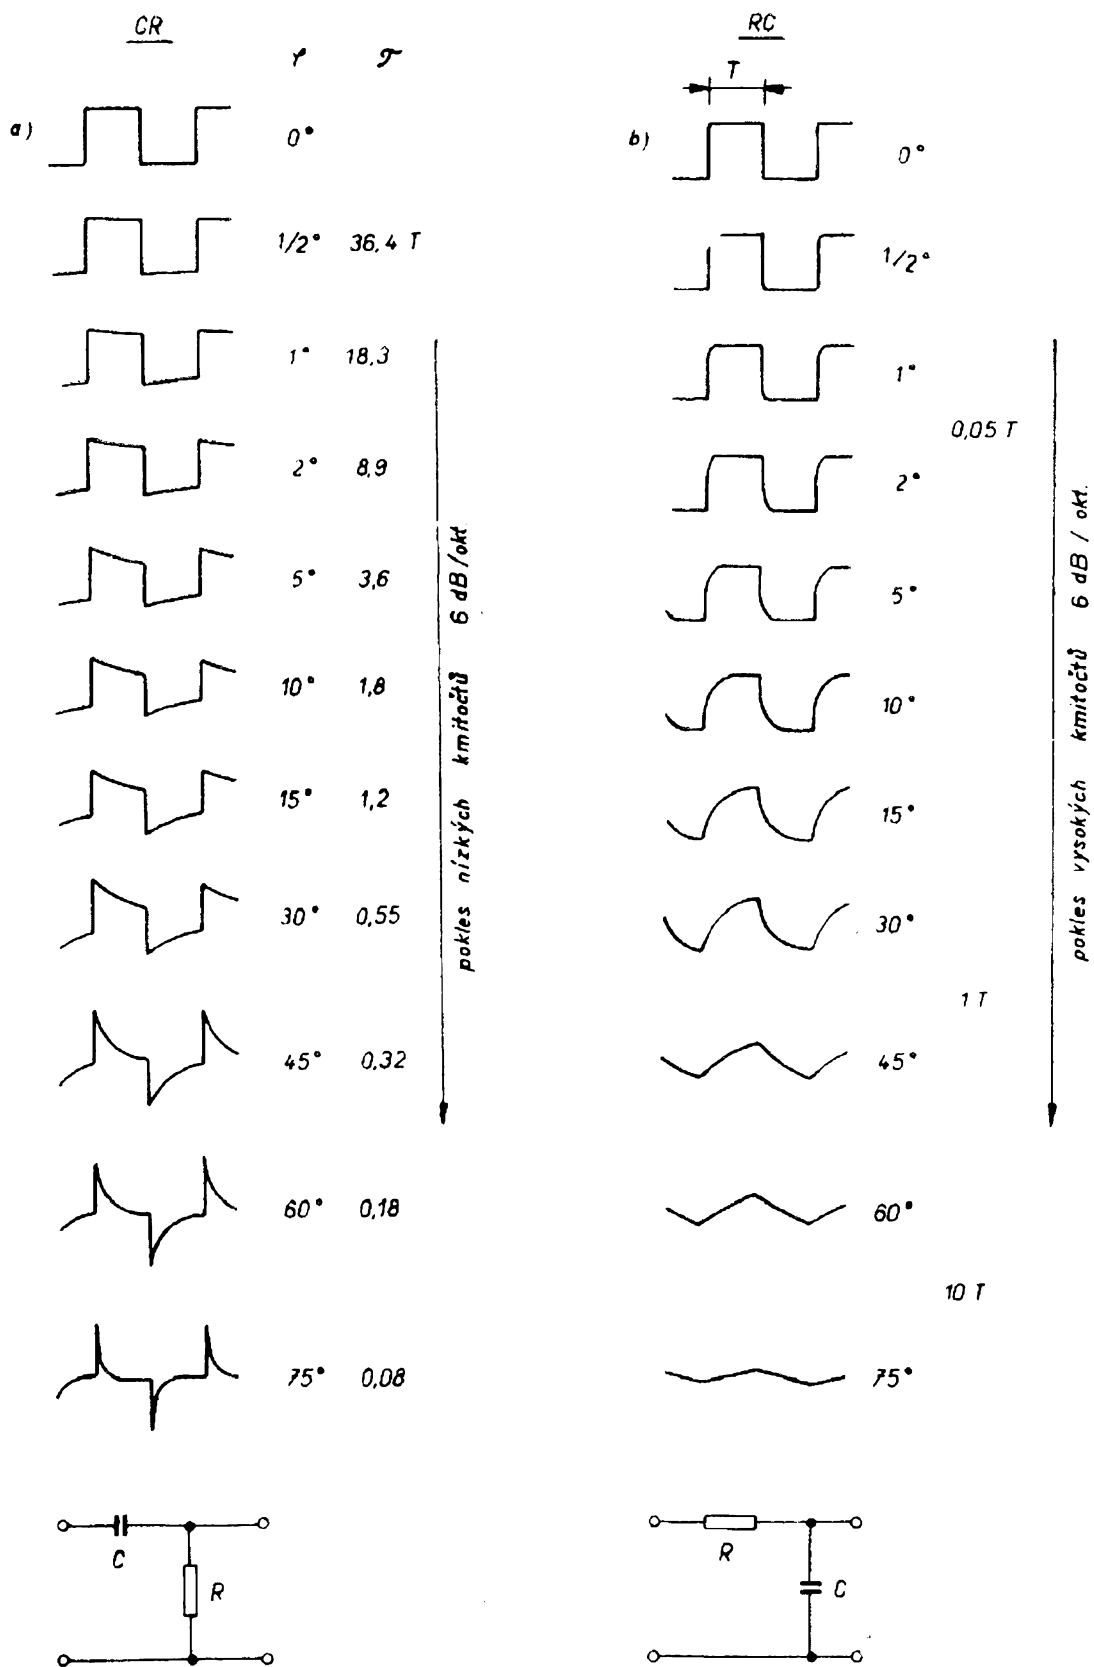 CR
φ 𝒯
a)
0°
1/2° 36,4 T
1° 18,3
2° 8,9
5° 3,6
10° 1,8
15° 1,2
30° 0,55
45° 0,32
60° 0,18
75° 0,08
pokles nízkých kmitočtů 6 dB/okt
C
R
RC
T
b)
0°
1/2°
1°
0,05 T
2°
5°
10°
15°
30°
1 T
45°
60°
10 T
75°
pokles vysokých kmitočtů 6 dB / okt.
R
C